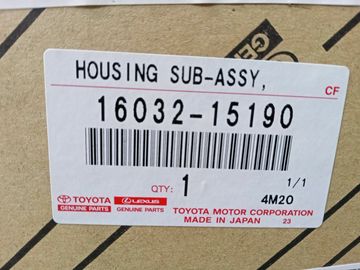 HOUSING SUB-ASSY,
CF
16032-15190
QTY: 1
1/1
4M20
TOYOTA
GENUINE PARTS
LEXUS
GENUINE PARTS
TOYOTA MOTOR CORPORATION
MADE IN JAPAN 23